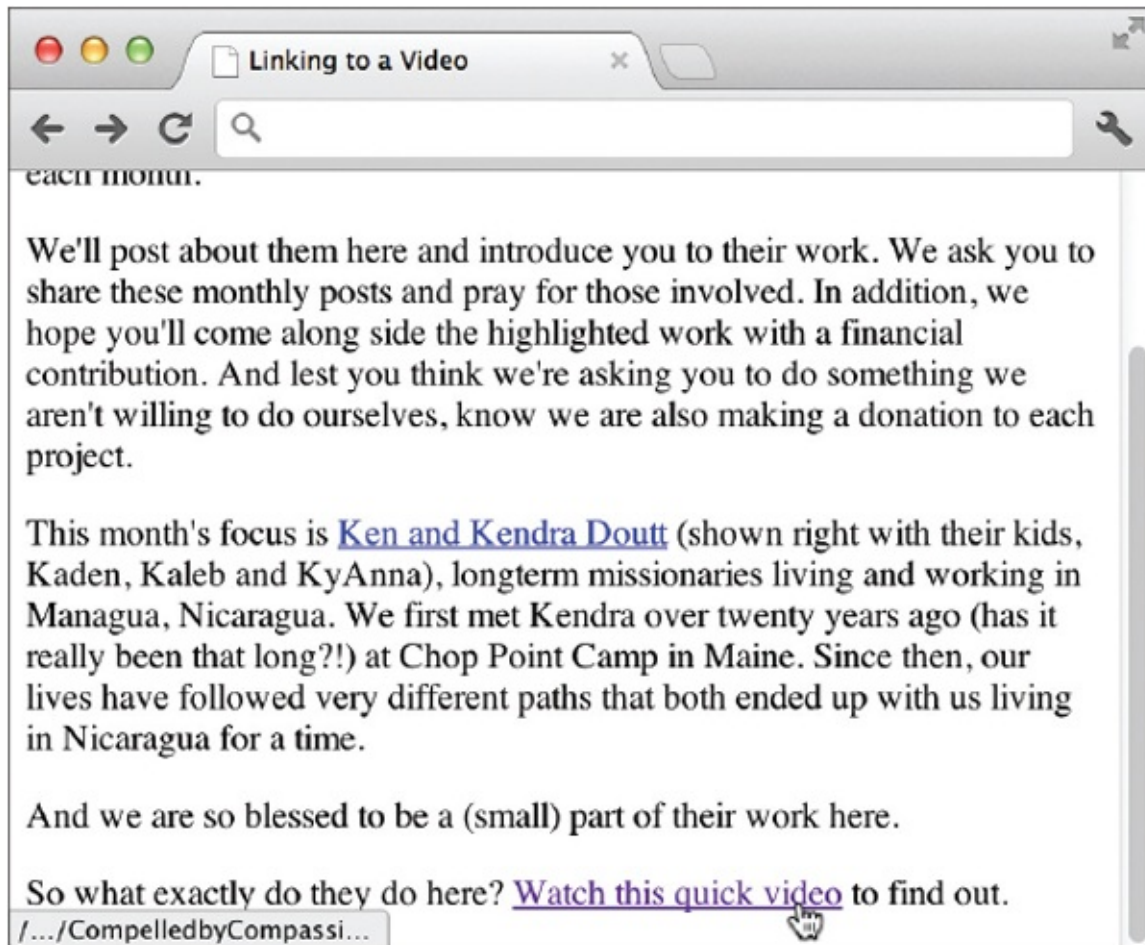 Linking to a Video
each month.
We'll post about them here and introduce you to their work. We ask you to
share these monthly posts and pray for those involved. In addition, we
hope you'll come along side the highlighted work with a financial
contribution. And lest you think we're asking you to do something we
aren't willing to do ourselves, know we are also making a donation to each
project.
This month's focus is Ken and Kendra Doutt (shown right with their kids,
Kaden, Kaleb and KyAnna), longterm missionaries living and working in
Managua, Nicaragua. We first met Kendra over twenty years ago (has it
really been that long?!) at Chop Point Camp in Maine. Since then, our
lives have followed very different paths that both ended up with us living
in Nicaragua for a time.
And we are so blessed to be a (small) part of their work here.
So what exactly do they do here? Watch this quick video to find out.
/.../CompelledbyCompassi...